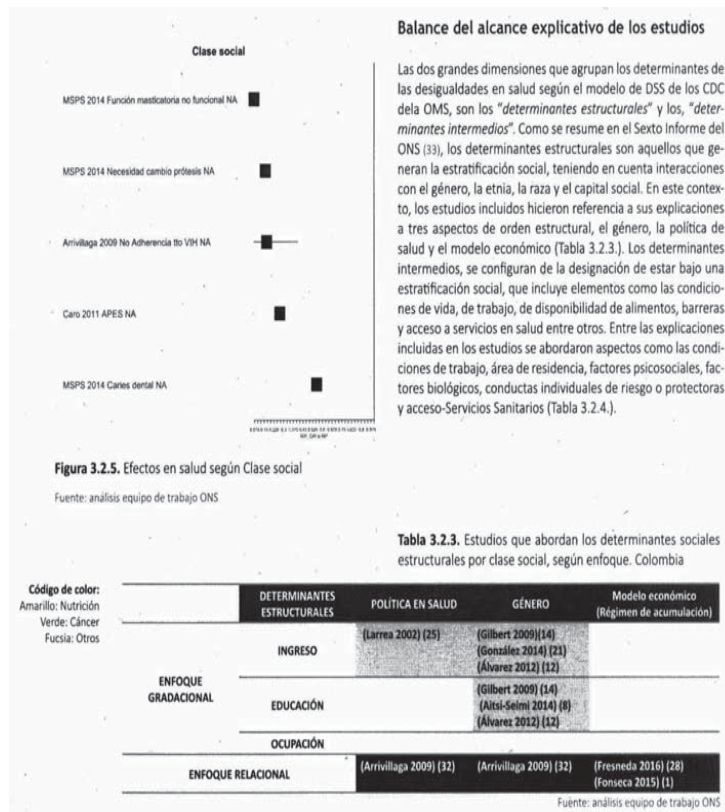 Clase social
MSPS 2014 Función masticatoria no funcional NA
MSPS 2014 Necesidad cambio prótesis NA
Arrivillaga 2009 No Adherencia tto VIH NA
Caro 2011 APES NA
MSPS 2014 Caries dental NA
Figura 3.2.5. Efectos en salud según Clase social
Fuente: análisis equipo de trabajo ONS
Balance del alcance explicativo de los estudios
Las dos grandes dimensiones que agrupan los determinantes de
las desigualdades en salud según el modelo de DSS de los CDC
dela OMS, son los "determinantes estructurales" y los, "deter-
minantes intermedios". Como se resume en el Sexto Informe del
ONS (33), los determinantes estructurales son aquellos que ge-
neran la estratificación social, teniendo en cuenta interacciones
con el género, la etnia, la raza y el capital social. En este contex-
to, los estudios incluidos hicieron referencia a sus explicaciones
a tres aspectos de orden estructural, el género, la política de
salud y el modelo económico (Tabla 3.2.3.). Los determinantes
intermedios, se configuran de la designación de estar bajo una
estratificación social, que incluye elementos como las condicio-
nes de vida, de trabajo, de disponibilidad de alimentos, barreras
y acceso a servicios en salud entre otros. Entre las explicaciones
incluidas en los estudios se abordaron aspectos como las condi-
ciones de trabajo, área de residencia, factores psicosociales, fac-
tores biológicos, conductas individuales de riesgo o protectoras
y acceso-Servicios Sanitarios (Tabla 3.2.4.).
Tabla 3.2.3. Estudios que abordan los determinantes sociales
estructurales por clase social, según enfoque. Colombia
Código de color:
Amarillo: Nutrición
Verde: Cáncer
Fucsia: Otros
DETERMINANTES
ESTRUCTURALES
POLÍTICA EN SALUD
GÉNERO
Modelo económico
(Régimen de acumulación)
ENFOQUE
GRADACIONAL
INGRESO
(Larrea 2002) (25)
(Gilbert 2009)(14)
(González 2014) (21)
(Álvarez 2012) (12)
EDUCACIÓN
(Gilbert 2009) (14)
(Aitsi-Selmi 2014) (8)
(Álvarez 2012) (12)
OCUPACIÓN
ENFOQUE RELACIONAL
(Arrivillaga 2009) (32)
(Arrivillaga 2009) (32)
(Fresneda 2016) (28)
(Fonseca 2015) (1)
Fuente: análisis equipo de trabajo ONS